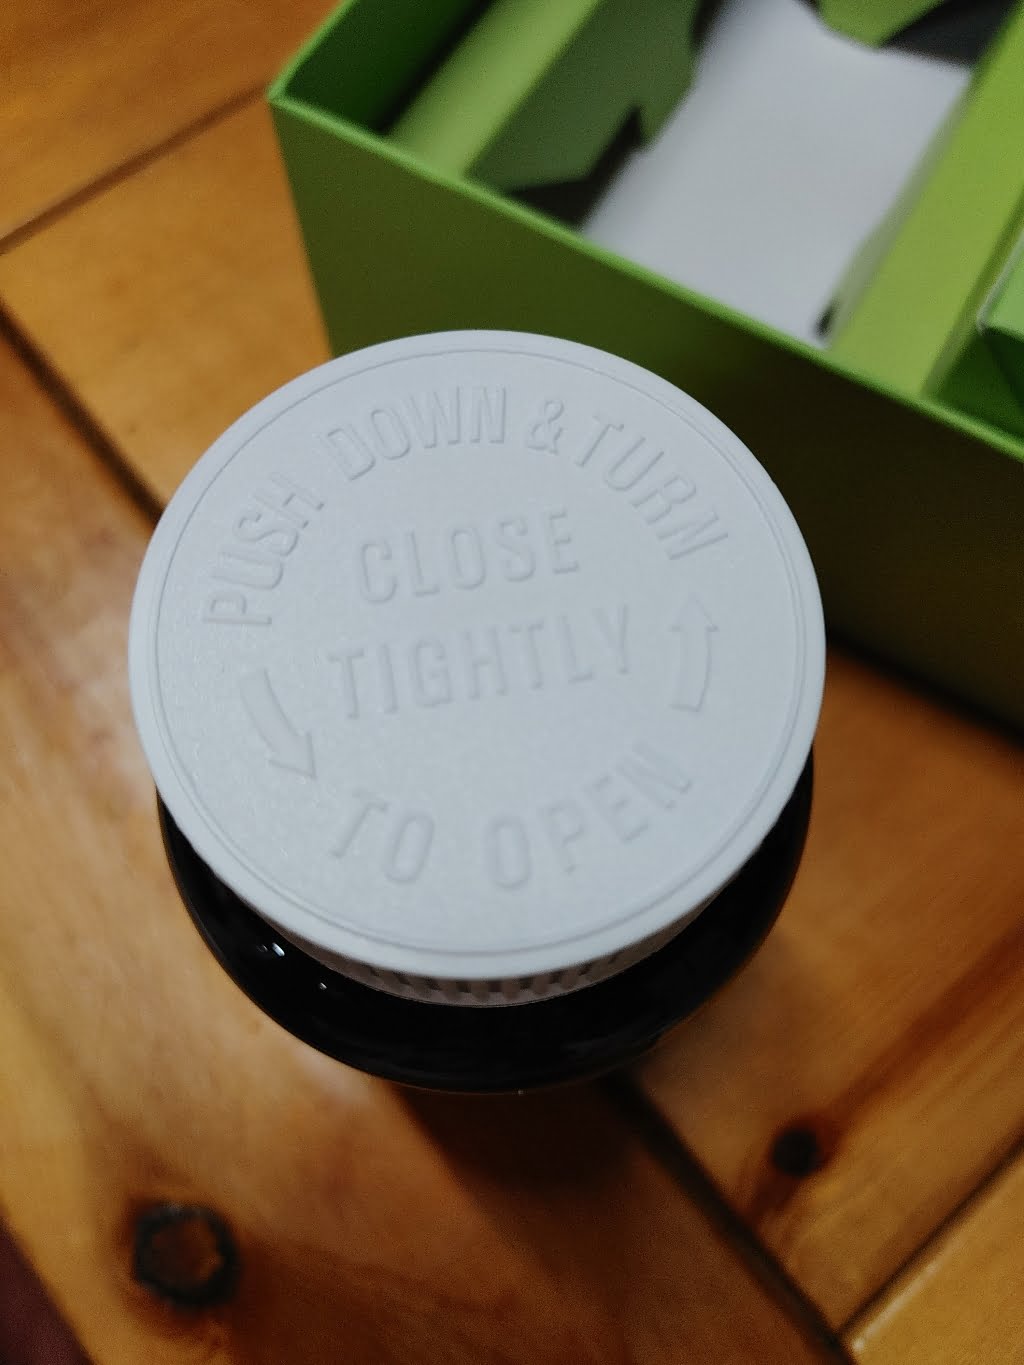 PUSH DOWN & TURN
CLOSE
TIGHTLY
TO OPEN